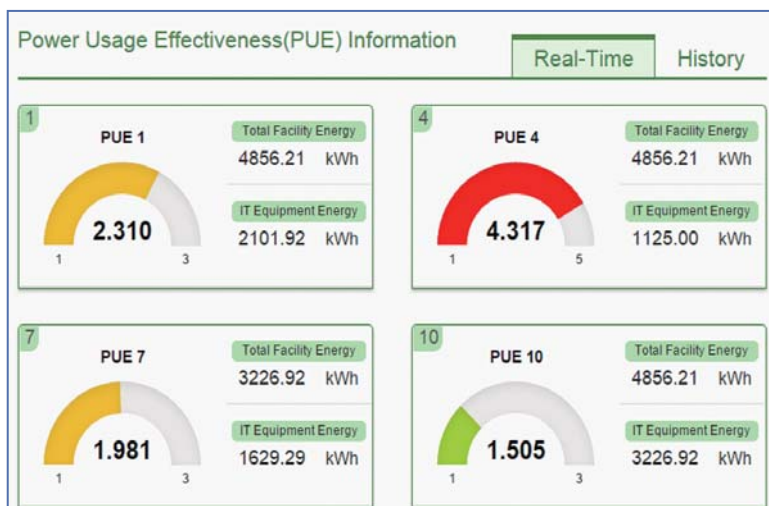 Power Usage Effectiveness(PUE) Information
Real-Time
History
1
PUE 1
Total Facility Energy
4856.21 kWh
IT Equipment Energy
2101.92 kWh
2.310
1
3
4
PUE 4
Total Facility Energy
4856.21 kWh
IT Equipment Energy
1125.00 kWh
4.317
1
5
7
PUE 7
Total Facility Energy
3226.92 kWh
IT Equipment Energy
1629.29 kWh
1.981
1
3
10
PUE 10
Total Facility Energy
4856.21 kWh
IT Equipment Energy
3226.92 kWh
1.505
1
3